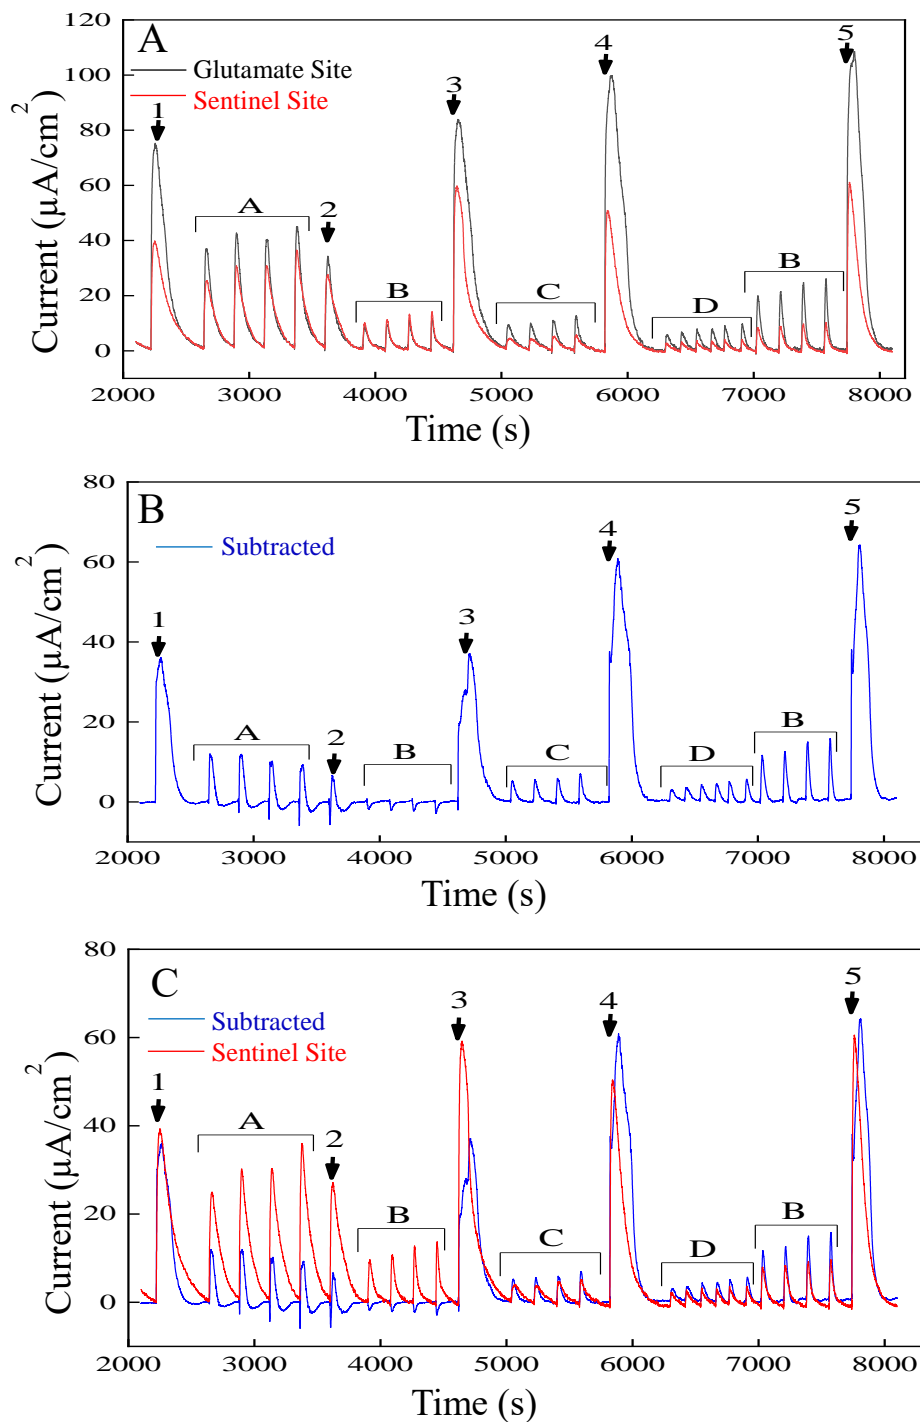 A
Glutamate Site
Sentinel Site
1
A
2
B
3
C
4
D
B
5
120
100
80
60
40
20
0
Current (µA/cm²)
2000 3000 4000 5000 6000 7000 8000
Time (s)
B
Subtracted
1
A
2
B
3
C
4
D
B
5
80
60
40
20
0
Current (µA/cm²)
2000 3000 4000 5000 6000 7000 8000
Time (s)
C
Subtracted
Sentinel Site
1
A
2
B
3
C
4
D
B
5
80
60
40
20
0
Current (µA/cm²)
2000 3000 4000 5000 6000 7000 8000
Time (s)